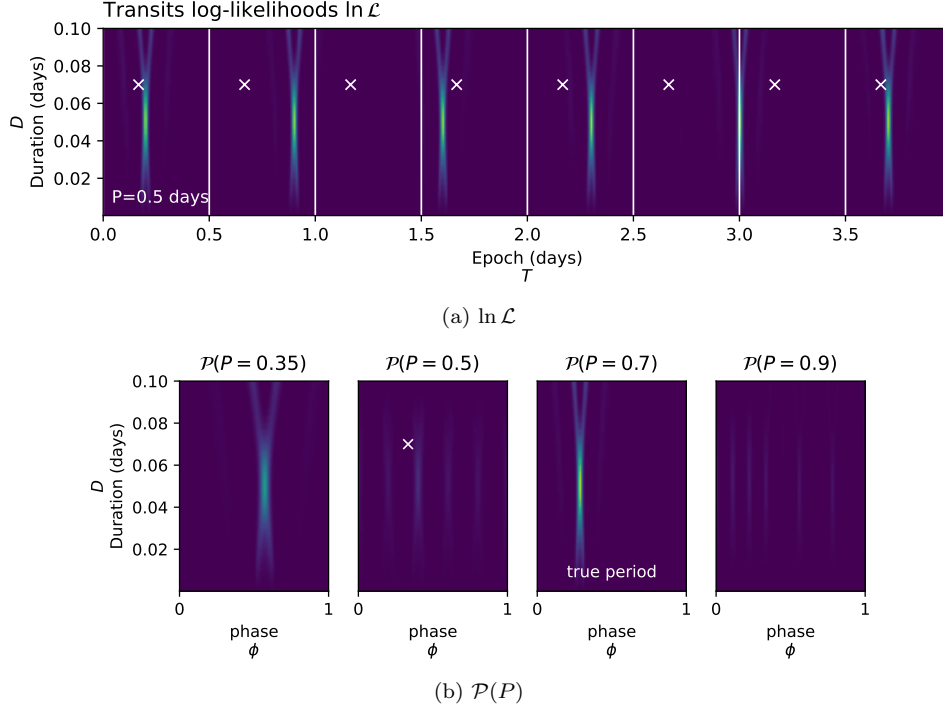 Transits log-likelihoods ln ℒ
0.10
0.08
0.06
0.04
0.02
D
Duration (days)
P=0.5 days
0.0 0.5 1.0 1.5 2.0 2.5 3.0 3.5
Epoch (days)
T
(a) ln ℒ
𝒫(P = 0.35) 𝒫(P = 0.5) 𝒫(P = 0.7) 𝒫(P = 0.9)
0.10
0.08
0.06
0.04
0.02
D
Duration (days)
true period
0 1 0 1 0 1 0 1
phase phase phase phase
ϕ ϕ ϕ ϕ
(b) 𝒫(P)